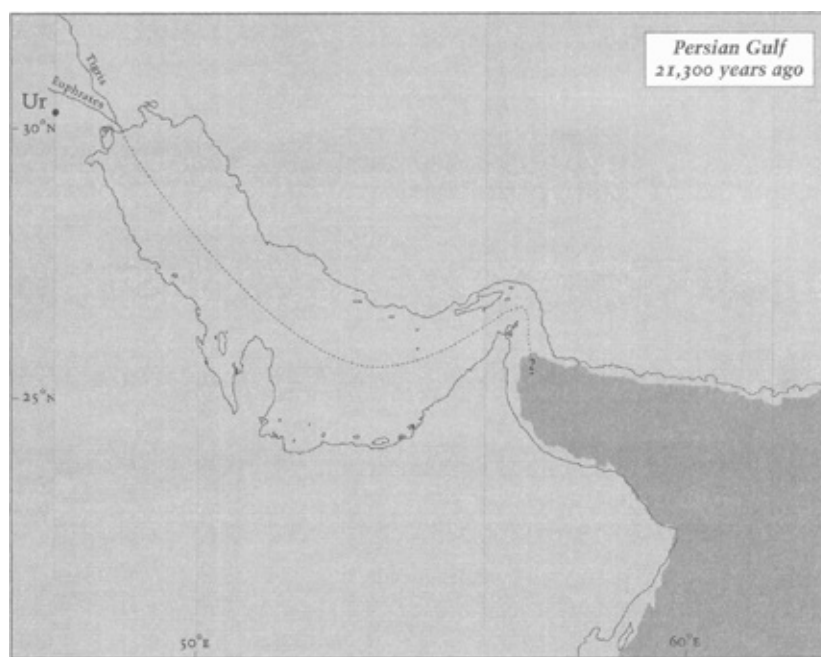 Persian Gulf
21,300 years ago
Tigris
Euphrates
Ur
30°N
25°N
50°E
60°E